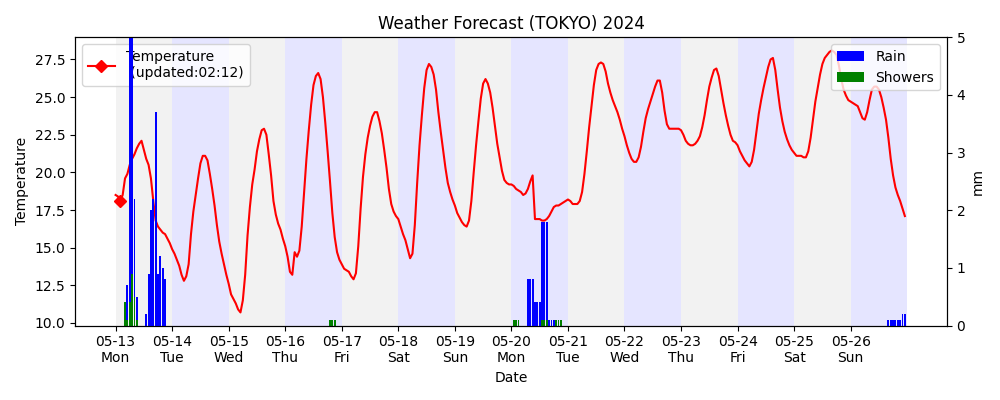 Weather Forecast (TOKYO) 2024
Temperature
(updated:02:12)
Rain
Showers
Temperature
27.5
25.0
22.5
20.0
17.5
15.0
12.5
10.0
5
4
3
2
1
0
mm
05-13 05-14 05-15 05-16 05-17 05-18 05-19 05-20 05-21 05-22 05-23 05-24 05-25 05-26
Mon Tue Wed Thu Fri Sat Sun Mon Tue Wed Thu Fri Sat Sun
Date